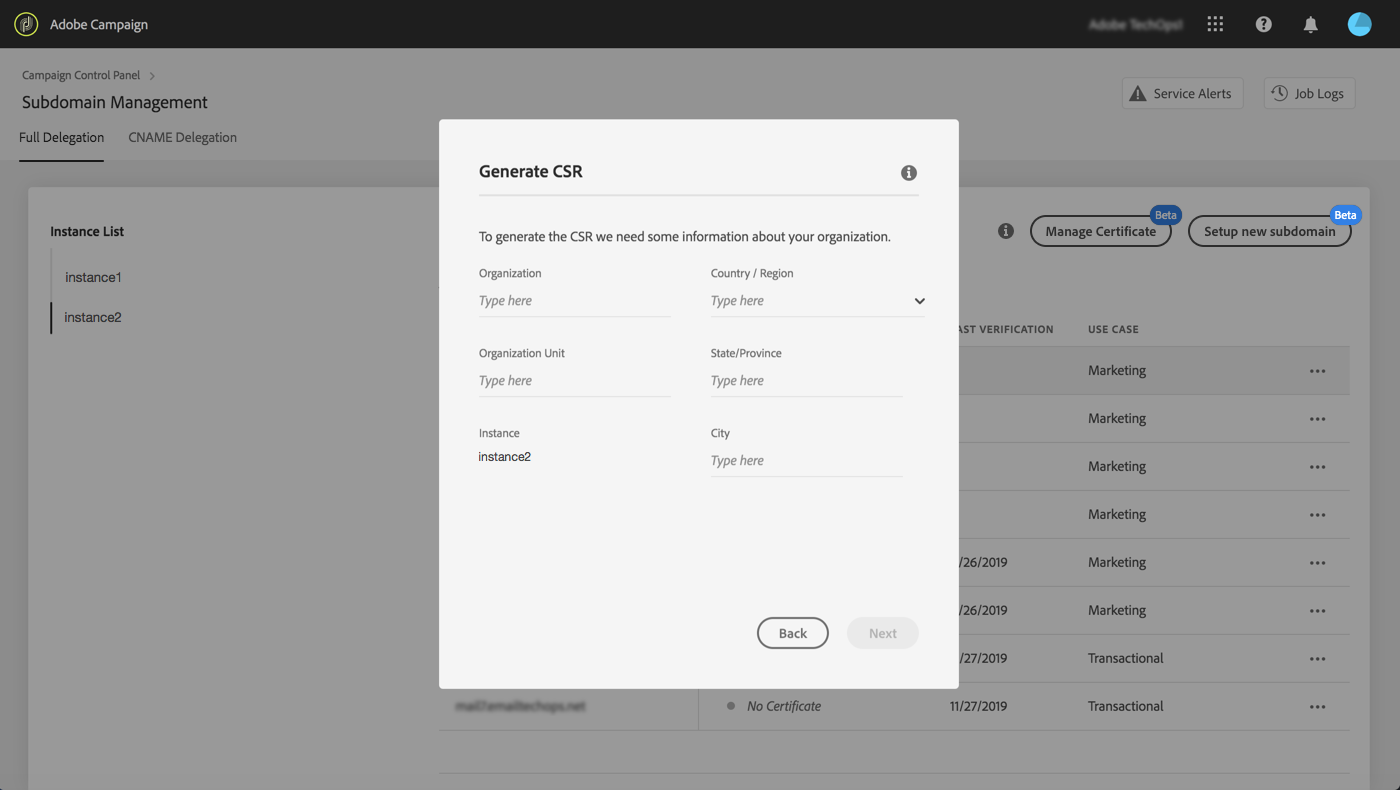 Adobe Campaign
Campaign Control Panel
Subdomain Management
Service Alerts
Job Logs
Full Delegation
CNAME Delegation
Instance List
instance1
instance2
Beta
Manage Certificate
Beta
Setup new subdomain
Generate CSR
To generate the CSR we need some information about your organization.
Organization
Type here
Country / Region
Type here
Organization Unit
Type here
State/Province
Type here
Instance
instance2
City
Type here
Back
Next
VERIFICATION
USE CASE
Marketing
Marketing
Marketing
Marketing
/26/2019
Marketing
/26/2019
Marketing
/27/2019
Transactional
No Certificate
11/27/2019
Transactional